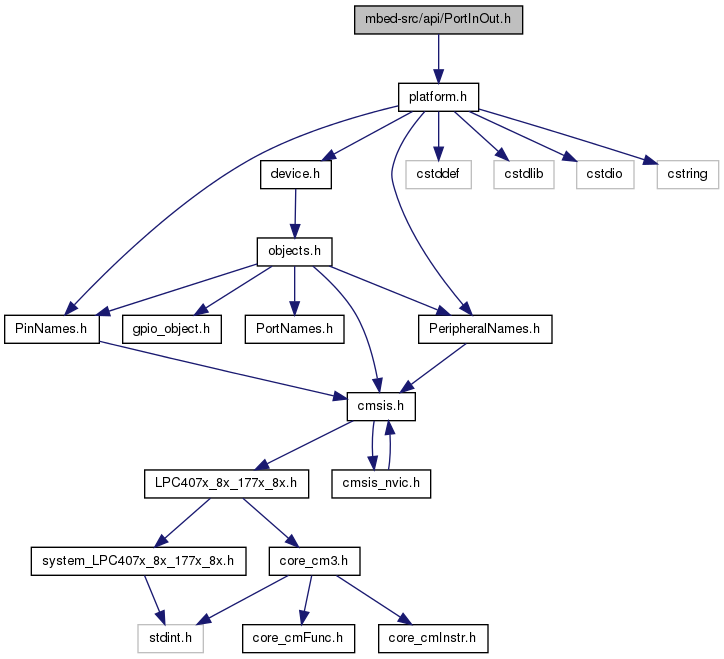 mbed-src/api/PortInOut.h
platform.h
device.h
cstddef
cstdlib
cstdio
cstring
objects.h
PinNames.h
gpio_object.h
PortNames.h
PeripheralNames.h
cmsis.h
LPC407x_8x_177x_8x.h
cmsis_nvic.h
system_LPC407x_8x_177x_8x.h
core_cm3.h
stdint.h
core_cmFunc.h
core_cmInstr.h